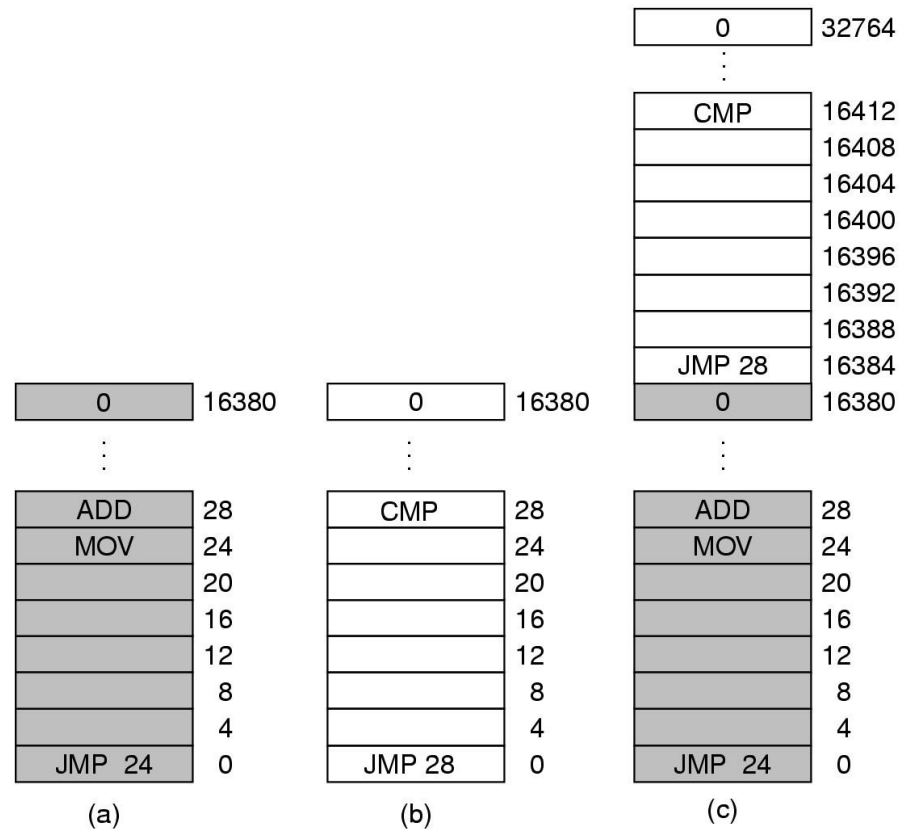 0 32764
CMP 16412
16408
16404
16400
16396
16392
16388
JMP 28 16384
0 16380 0 16380 0 16380
ADD 28 CMP 28 ADD 28
MOV 24 24 MOV 24
20 20 20
16 16 16
12 12 12
8 8 8
4 4 4
JMP 24 0 JMP 28 0 JMP 24 0
(a) (b) (c)